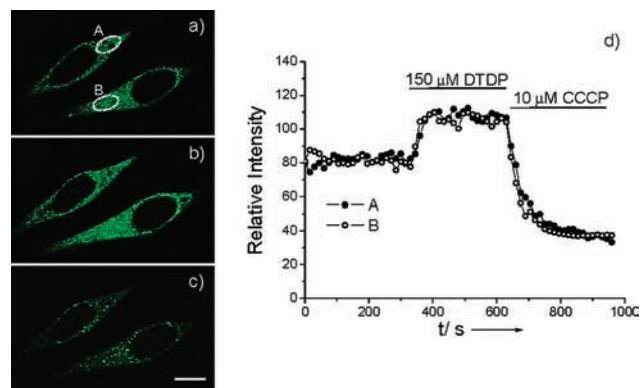 a)
A
B
b)
c)
d)
140
120
100
80
60
40
20
0
0
200
400
600
800
1000
150 μM DTDP
10 μM CCCP
A
B
Relative Intensity
t/ s